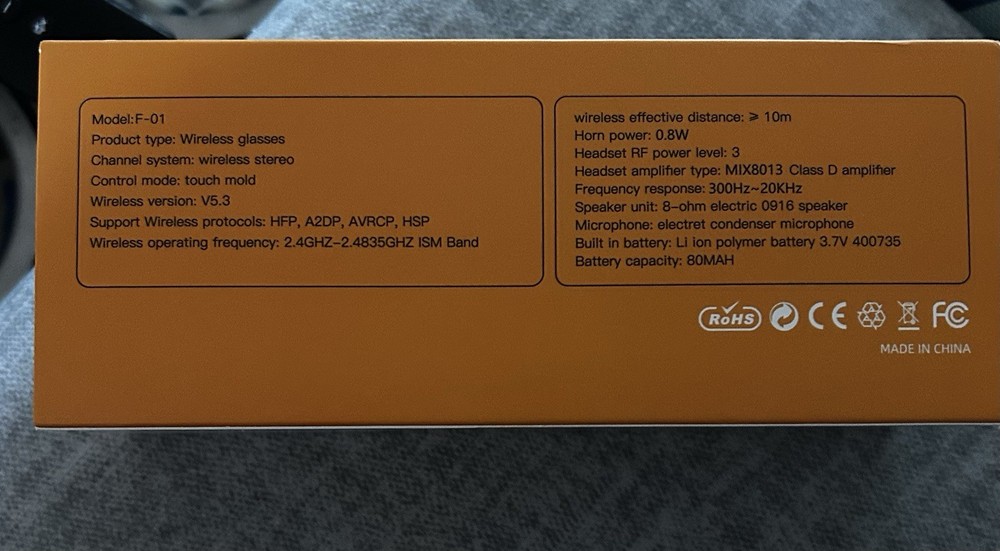 Model:F-01
Product type: Wireless glasses
Channel system: wireless stereo
Control mode: touch mold
Wireless version: V5.3
Support Wireless protocols: HFP, A2DP, AVRCP, HSP
Wireless operating frequency: 2.4GHZ-2.4835GHZ ISM Band
wireless effective distance: ⩾ 10m
Horn power: 0.8W
Headset RF power level: 3
Headset amplifier type: MIX8013 Class D amplifier
Frequency response: 300Hz~20KHz
Speaker unit: 8-ohm electric 0916 speaker
Microphone: electret condenser microphone
Built in battery: Li ion polymer battery 3.7V 400735
Battery capacity: 80MAH
RoHS CE FC
MADE IN CHINA